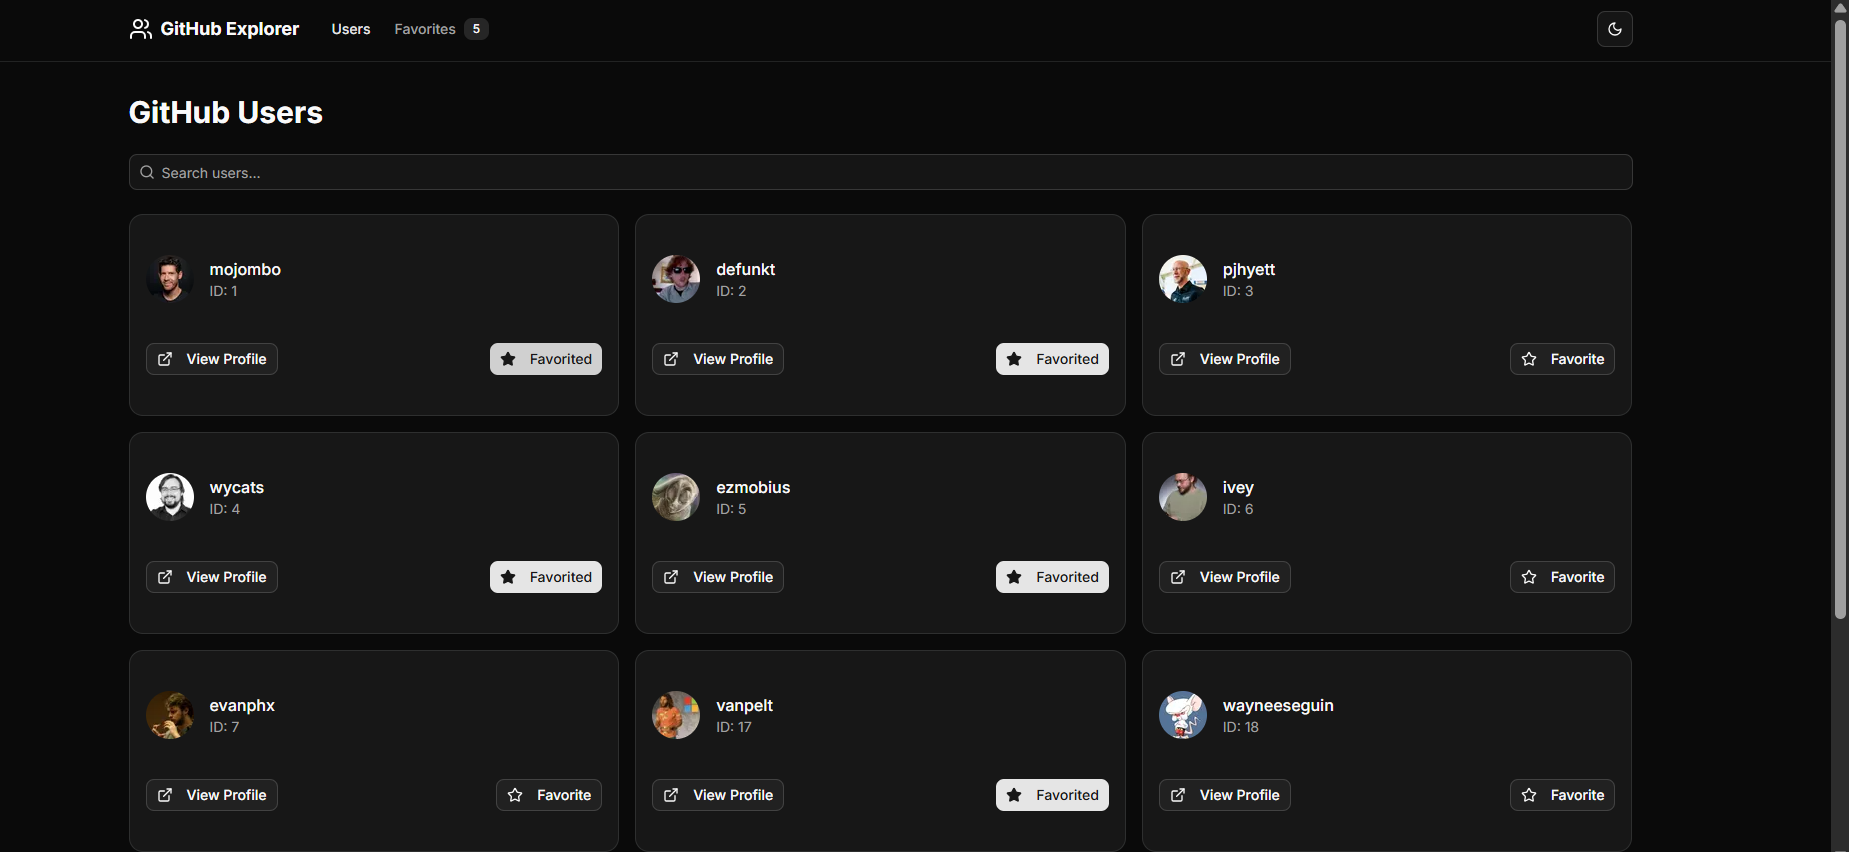 GitHub Explorer Users Favorites 5
GitHub Users
Search users...
mojombo
ID: 1
View Profile Favorited
defunkt
ID: 2
View Profile Favorited
pjhyett
ID: 3
View Profile Favorite
wycats
ID: 4
View Profile Favorited
ezmobius
ID: 5
View Profile Favorited
ivey
ID: 6
View Profile Favorite
evanphx
ID: 7
View Profile Favorite
vanpelt
ID: 17
View Profile Favorited
wayneeseguin
ID: 18
View Profile Favorite